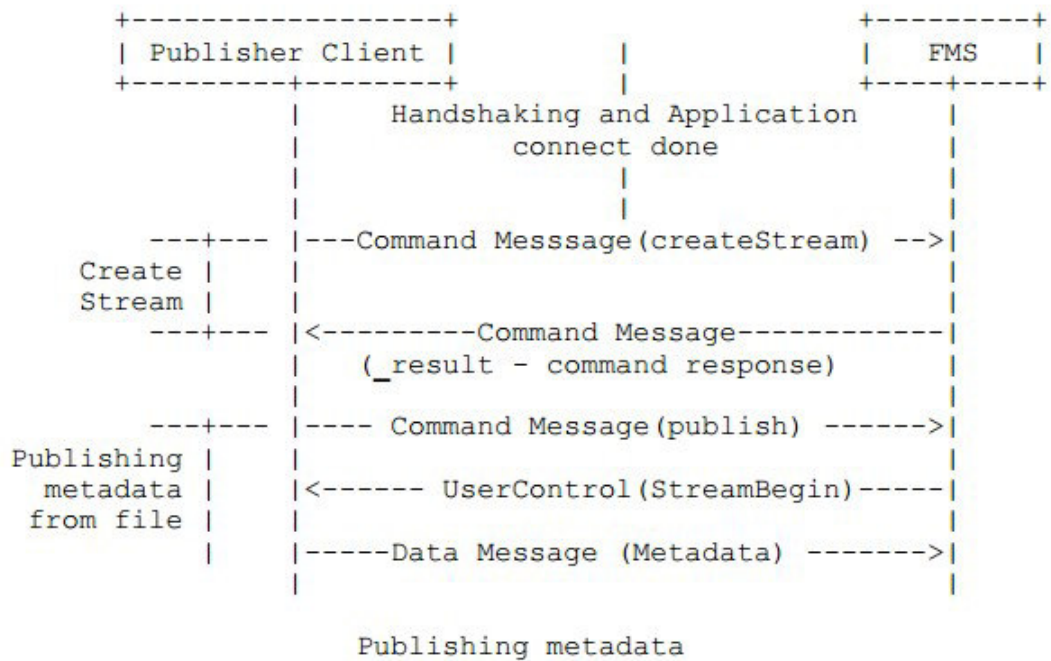 +-------------------+                         +---------+
| Publisher Client |          |              |   FMS   |
+---------+--------+          |              +----+----+
|     Handshaking and Application     |
|            connect done             |
|                  |                  |
|                  |                  |
---+--- |---Command Messsage(createStream) -->|
Create |    |                                     |
Stream |    |                                     |
---+--- |<---------Command Message------------|
|   (_result - command response)      |
|                                     |
---+--- |---- Command Message(publish) ------>|
Publishing |    |                                     |
metadata |    |<------ UserControl(StreamBegin)-----|
from file |    |                                     |
|    |-----Data Message (Metadata) ------->|
|                                     |
Publishing metadata